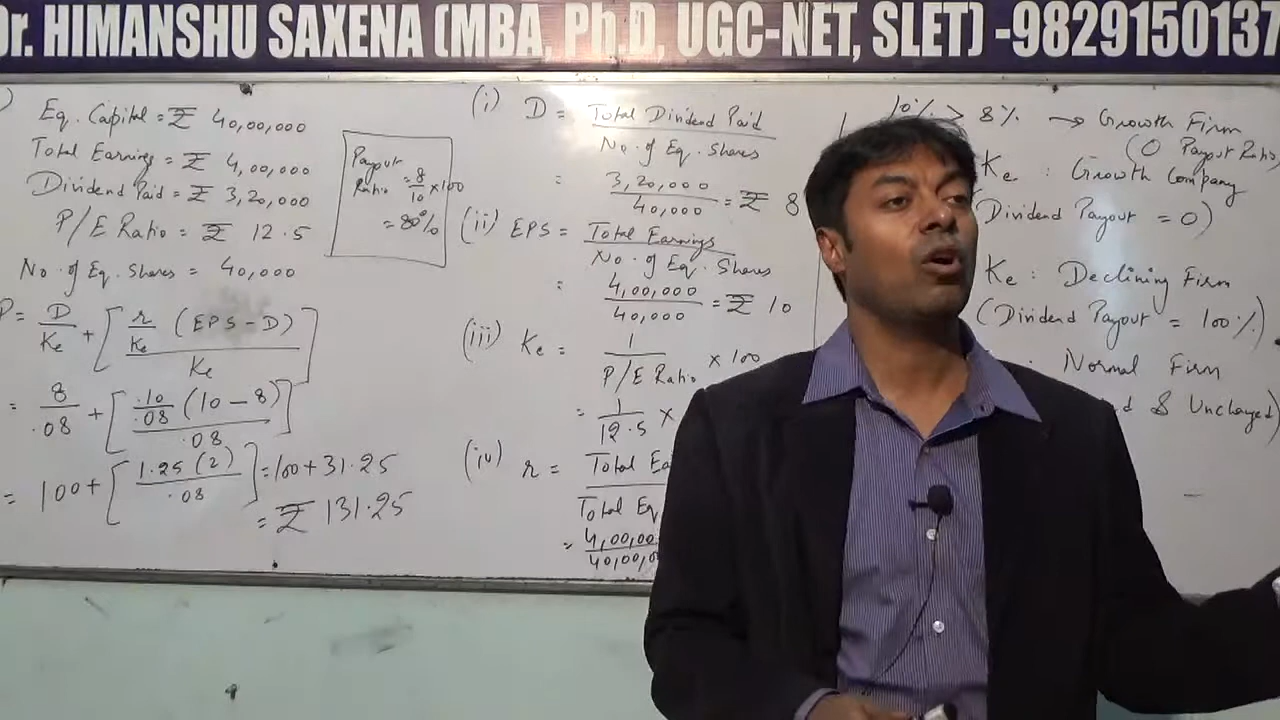 Dr. HIMANSHU SAXENA (MBA, Ph.D, UGC-NET, SLET) -9829150137
Eq. Capital = ₹ 40,00,000
Total Earning = ₹ 4,00,000
Dividend Paid = ₹ 3,20,000
P/E Ratio = ₹ 12.5
No. of Eq. Shares = 40,000
P = D/Ke + [r/Ke (EPS - D)/Ke]
= 8/.08 + [.10/.08 (10 - 8)/.08]
= 100 + [1.25 (2)/.08] = 100 + 31.25
= ₹ 131.25
Payout
Ratio = 8/10 x 100
= 80%
(i) D = Total Dividend Paid
No. of Eq. Shares
= 3,20,000/40,000 = ₹ 8
(ii) EPS = Total Earnings
No. of Eq. Shares
= 4,00,000/40,000 = ₹ 10
(iii) Ke = 1/P/E Ratio x 100
= 1/12.5 x
(iv) r = Total Ea
Total Eq
= 4,00,00
40,00,0
10% > 8% → Growth Firm
(0 Payout Ratio)
Ke : Growth Company
(Dividend Payout = 0)
Ke : Declining Firm
(Dividend Payout = 100%)
: Normal Firm
d & Unchanged)